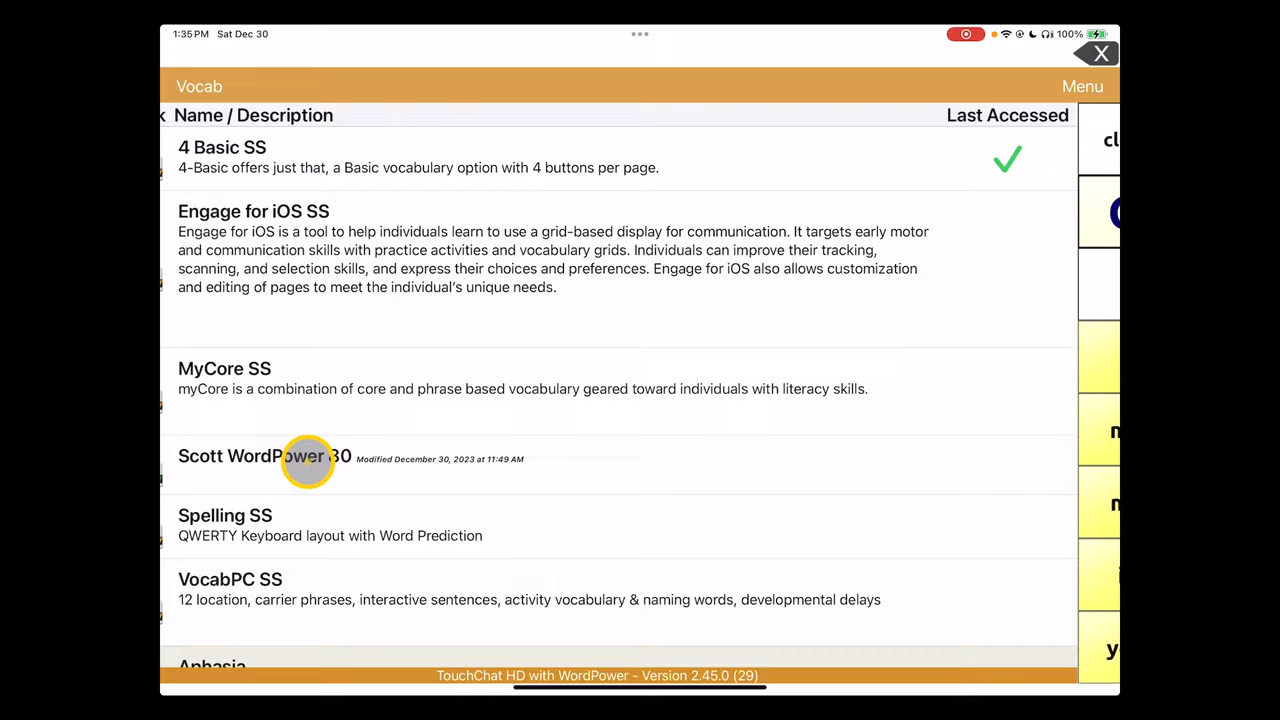 1:35 PM Sat Dec 30
100%
X
Vocab
Menu
Name / Description
Last Accessed
4 Basic SS
4-Basic offers just that, a Basic vocabulary option with 4 buttons per page.
Engage for iOS SS
Engage for iOS is a tool to help individuals learn to use a grid-based display for communication. It targets early motor
and communication skills with practice activities and vocabulary grids. Individuals can improve their tracking,
scanning, and selection skills, and express their choices and preferences. Engage for iOS also allows customization
and editing of pages to meet the individual's unique needs.
MyCore SS
myCore is a combination of core and phrase based vocabulary geared toward individuals with literacy skills.
Scott WordPower 80 Modified December 30, 2023 at 11:49 AM
Spelling SS
QWERTY Keyboard layout with Word Prediction
VocabPC SS
12 location, carrier phrases, interactive sentences, activity vocabulary & naming words, developmental delays
Aphasia
TouchChat HD with WordPower - Version 2.45.0 (29)